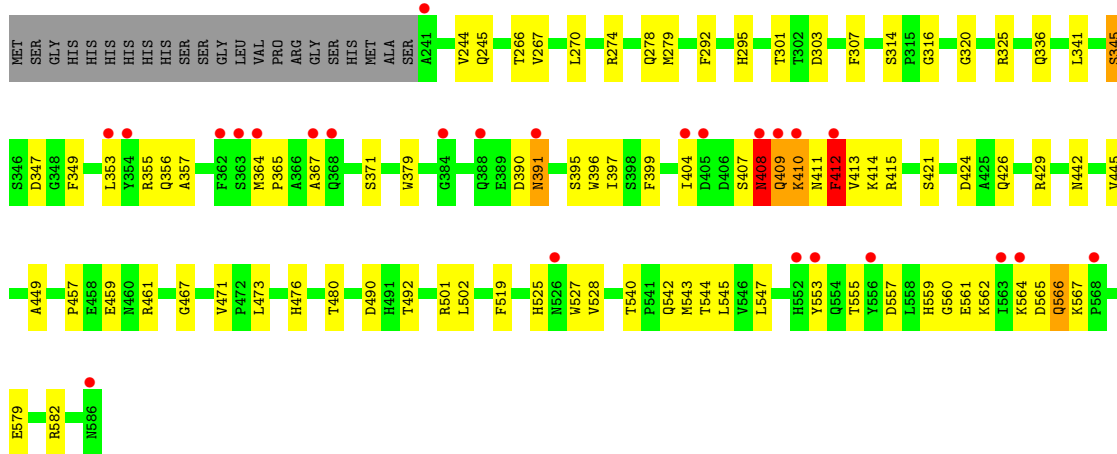 MET SER GLY HIS HIS HIS HIS HIS HIS SER SER GLY LEU VAL PRO ARG GLY SER HIS MET ALA SER A241 V244 Q245 T266 V267 L270 R274 Q278 M279 F292 H295 T301 T302 D303 F307 S314 P315 G316 G320 R325 Q336 L341 S345
S346 D347 G348 F349 L353 Y354 R355 Q356 A357 F362 S363 M364 P365 A366 A367 Q368 S371 W379 G384 Q388 E389 D390 N391 S395 W396 I397 S398 F399 I404 D405 D406 S407 N408 Q409 K410 N411 F412 V413 K414 R415 S421 D424 A425 Q426 R429 N442 V445
A449 P457 E458 E459 N460 R461 G467 V471 P472 L473 H476 T480 D490 H491 T492 R501 L502 F519 H525 N526 W527 V528 T540 P541 Q542 M543 T544 L545 V546 L547 H552 Y553 Q554 T555 Y556 D557 L558 H559 G560 E561 K562 I563 K564 D565 Q566 K567 P568
E579 R582 N586